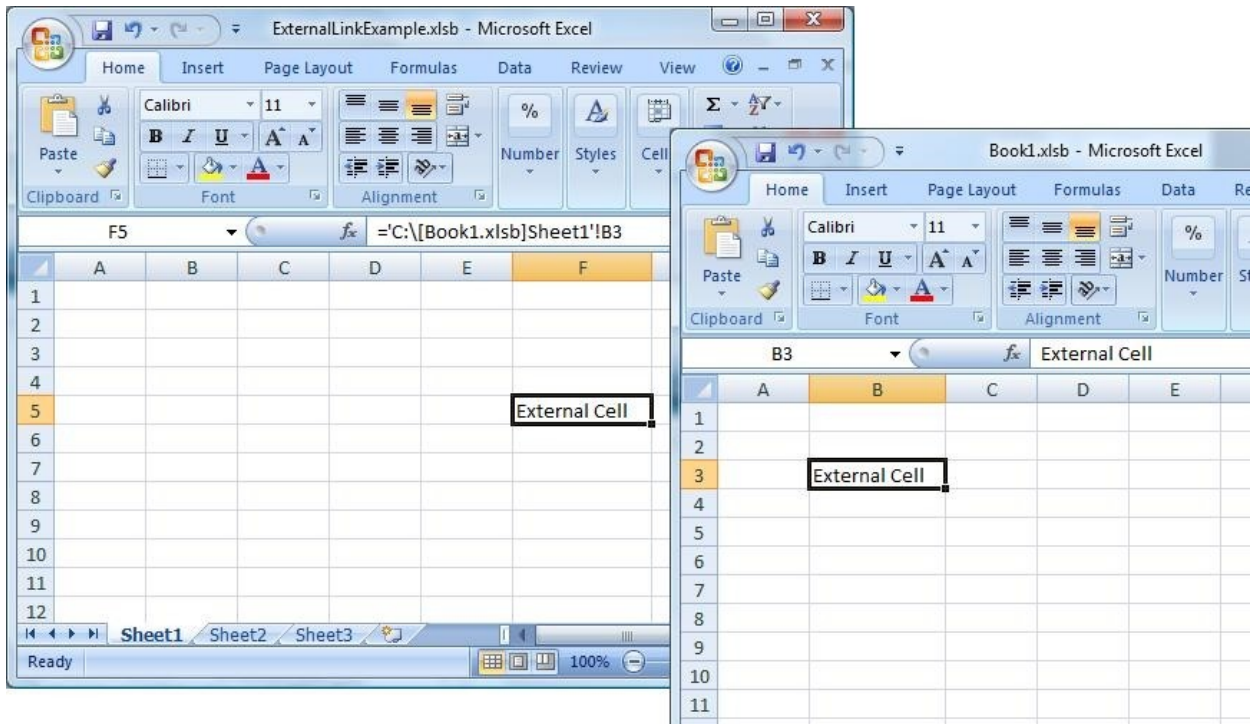 ExternalLinkExample.xlsb - Microsoft Excel
Home Insert Page Layout Formulas Data Review View
Calibri 11
B I U A A
Paste
% Number
A Styles
Cell
Σ
Clipboard Font Alignment
F5 fx ='C:\[Book1.xlsb]Sheet1'!B3
A B C D E F
1
2
3
4
5 External Cell
6
7
8
9
10
11
12
Sheet1 Sheet2 Sheet3
Ready 100%
Book1.xlsb - Microsoft Excel
Home Insert Page Layout Formulas Data Re
Calibri 11
B I U A A
Paste
% Number
St
Clipboard Font Alignment
B3 fx External Cell
A B C D E
1
2
3 External Cell
4
5
6
7
8
9
10
11